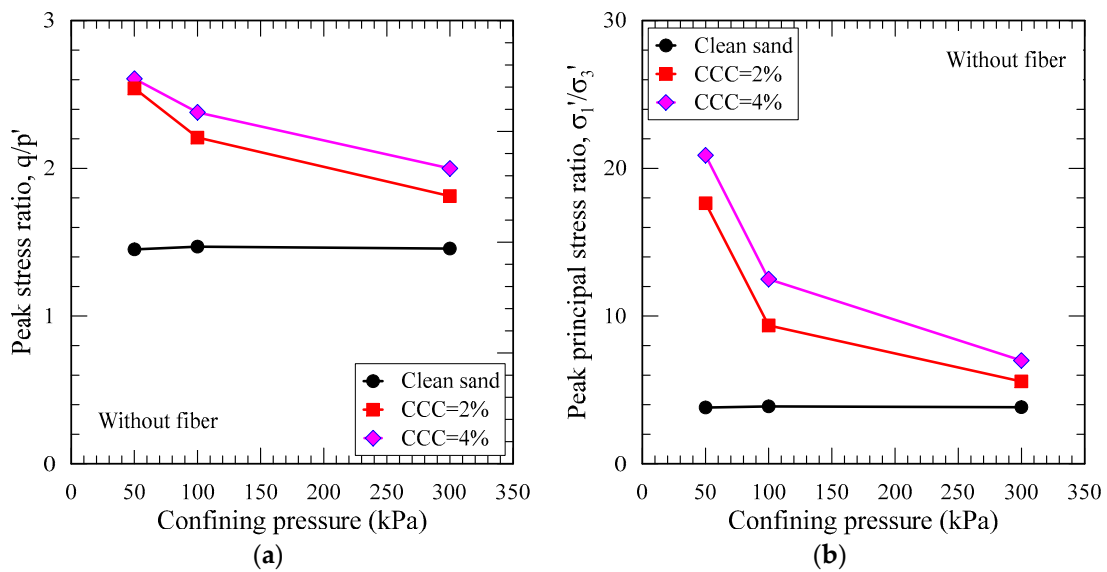 3
2
1
0
Peak stress ratio, q/p'
Without fiber
Clean sand
CCC=2%
CCC=4%
0 50 100 150 200 250 300 350
Confining pressure (kPa)
(a)
30
20
10
0
Peak principal stress ratio, σ1'/σ3'
Clean sand
CCC=2%
CCC=4%
Without fiber
0 50 100 150 200 250 300 350
Confining pressure (kPa)
(b)